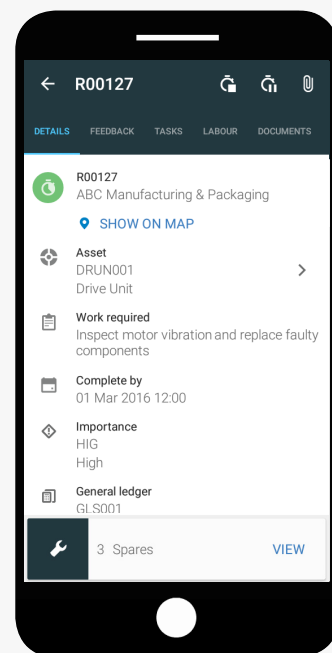 R00127
DETAILS FEEDBACK TASKS LABOUR DOCUMENTS
R00127
ABC Manufacturing & Packaging
SHOW ON MAP
Asset
DRUN001
Drive Unit
Work required
Inspect motor vibration and replace faulty
components
Complete by
01 Mar 2016 12:00
Importance
HIG
High
General ledger
GLS001
3 Spares VIEW